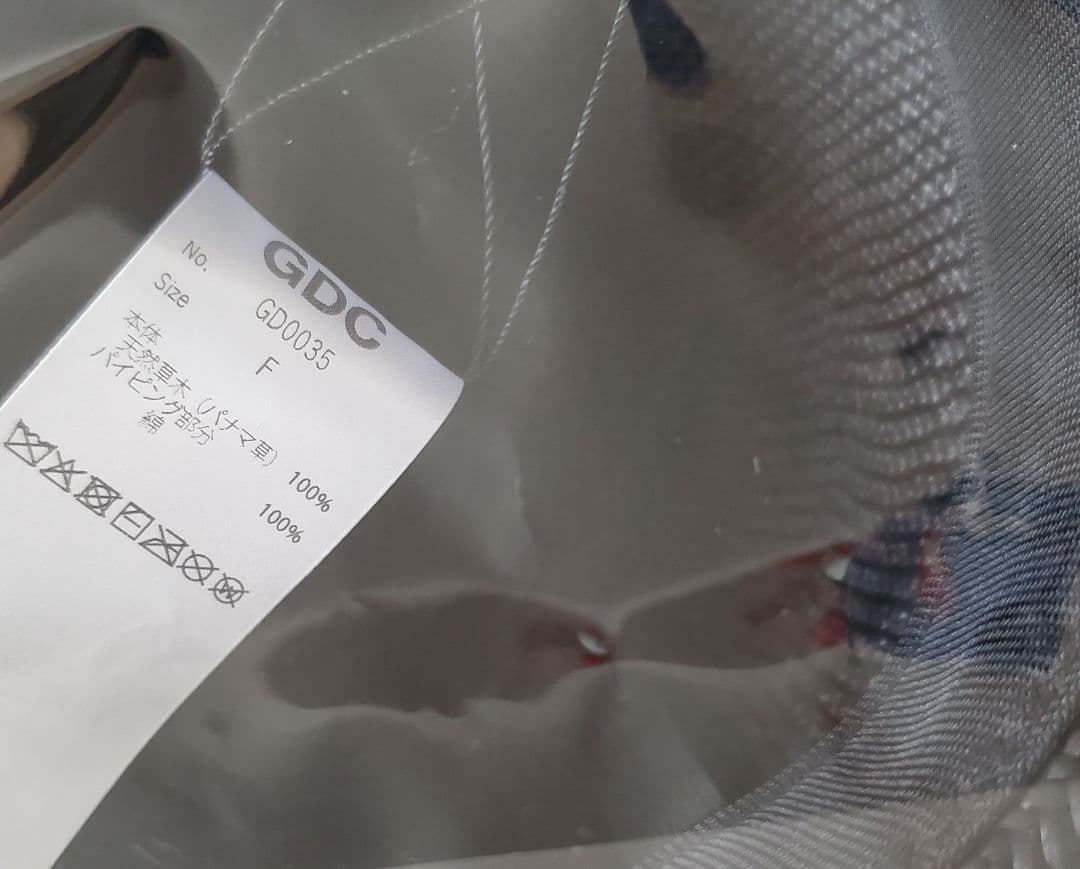 GDC
No. GD0035
Size F
本体
天然草木（パナマ草） 100%
パイピング部分
綿 100%